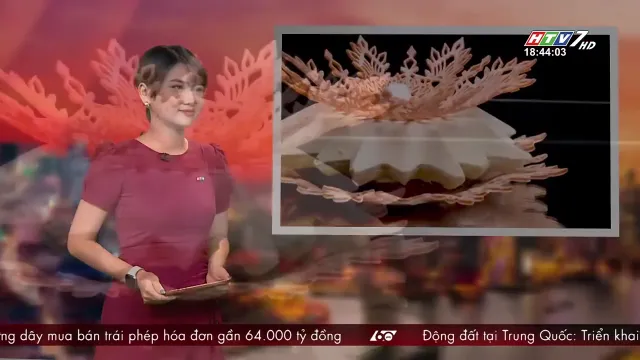 HTV7 HD
18:44:03
ng dây mua bán trái phép hóa đơn gần 64.000 tỷ đồng 60 Động đất tại Trung Quốc: Triển khai